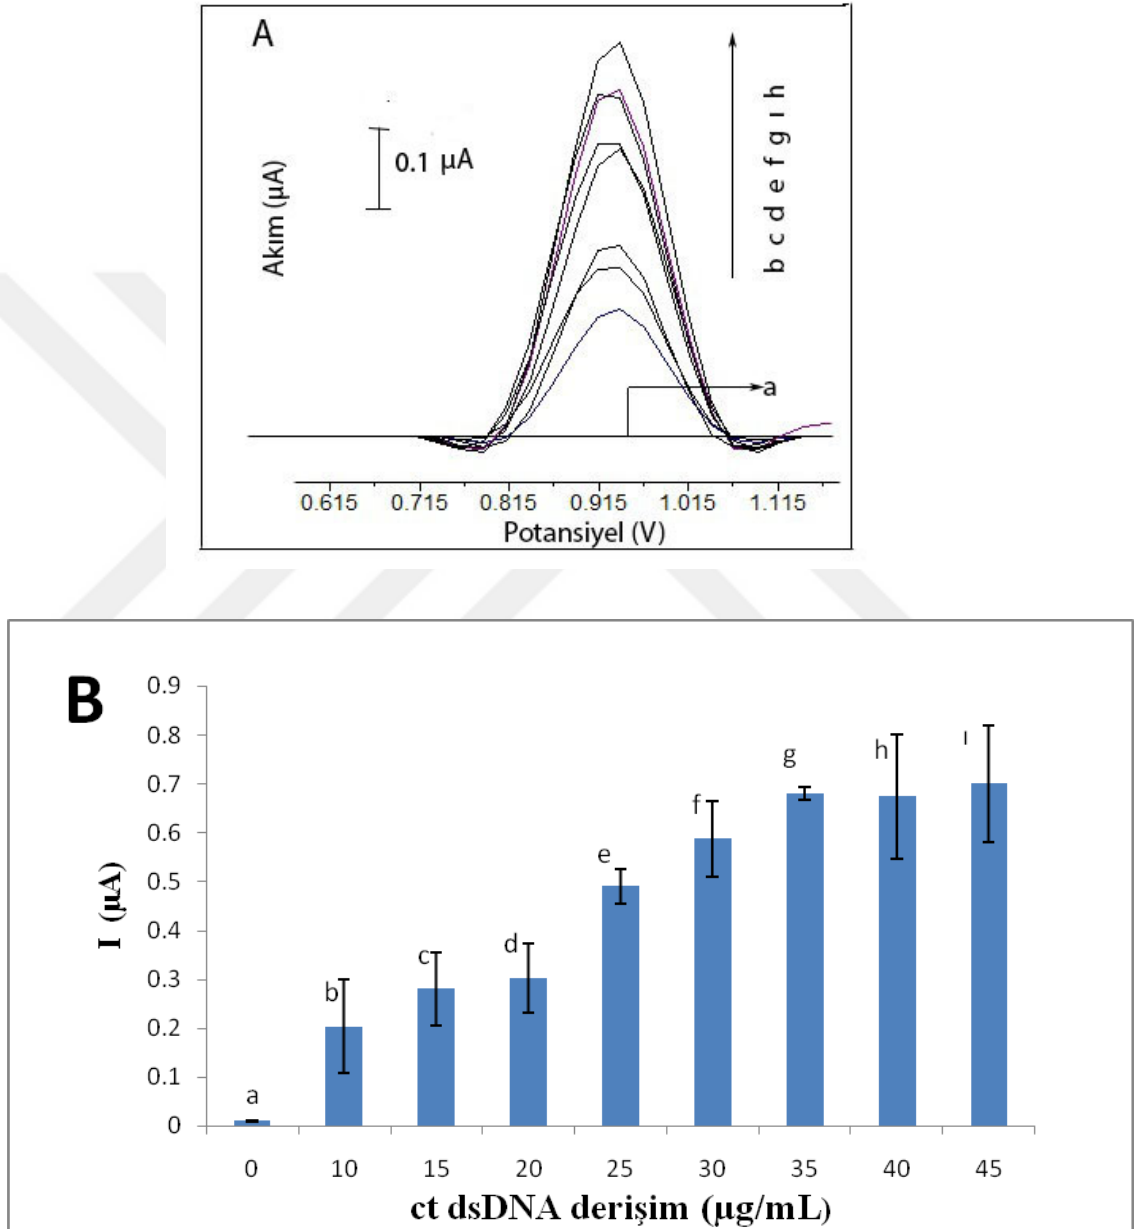 A
0.1 µA
Akım (µA)
b c d e f g ı h
a
0.615 0.715 0.815 0.915 1.015 1.115
Potansiyel (V)
B
0.9
0.8
0.7
0.6
0.5
0.4
0.3
0.2
0.1
0
I (µA)
a b c d e f g h ı
0 10 15 20 25 30 35 40 45
ct dsDNA derişim (µg/mL)